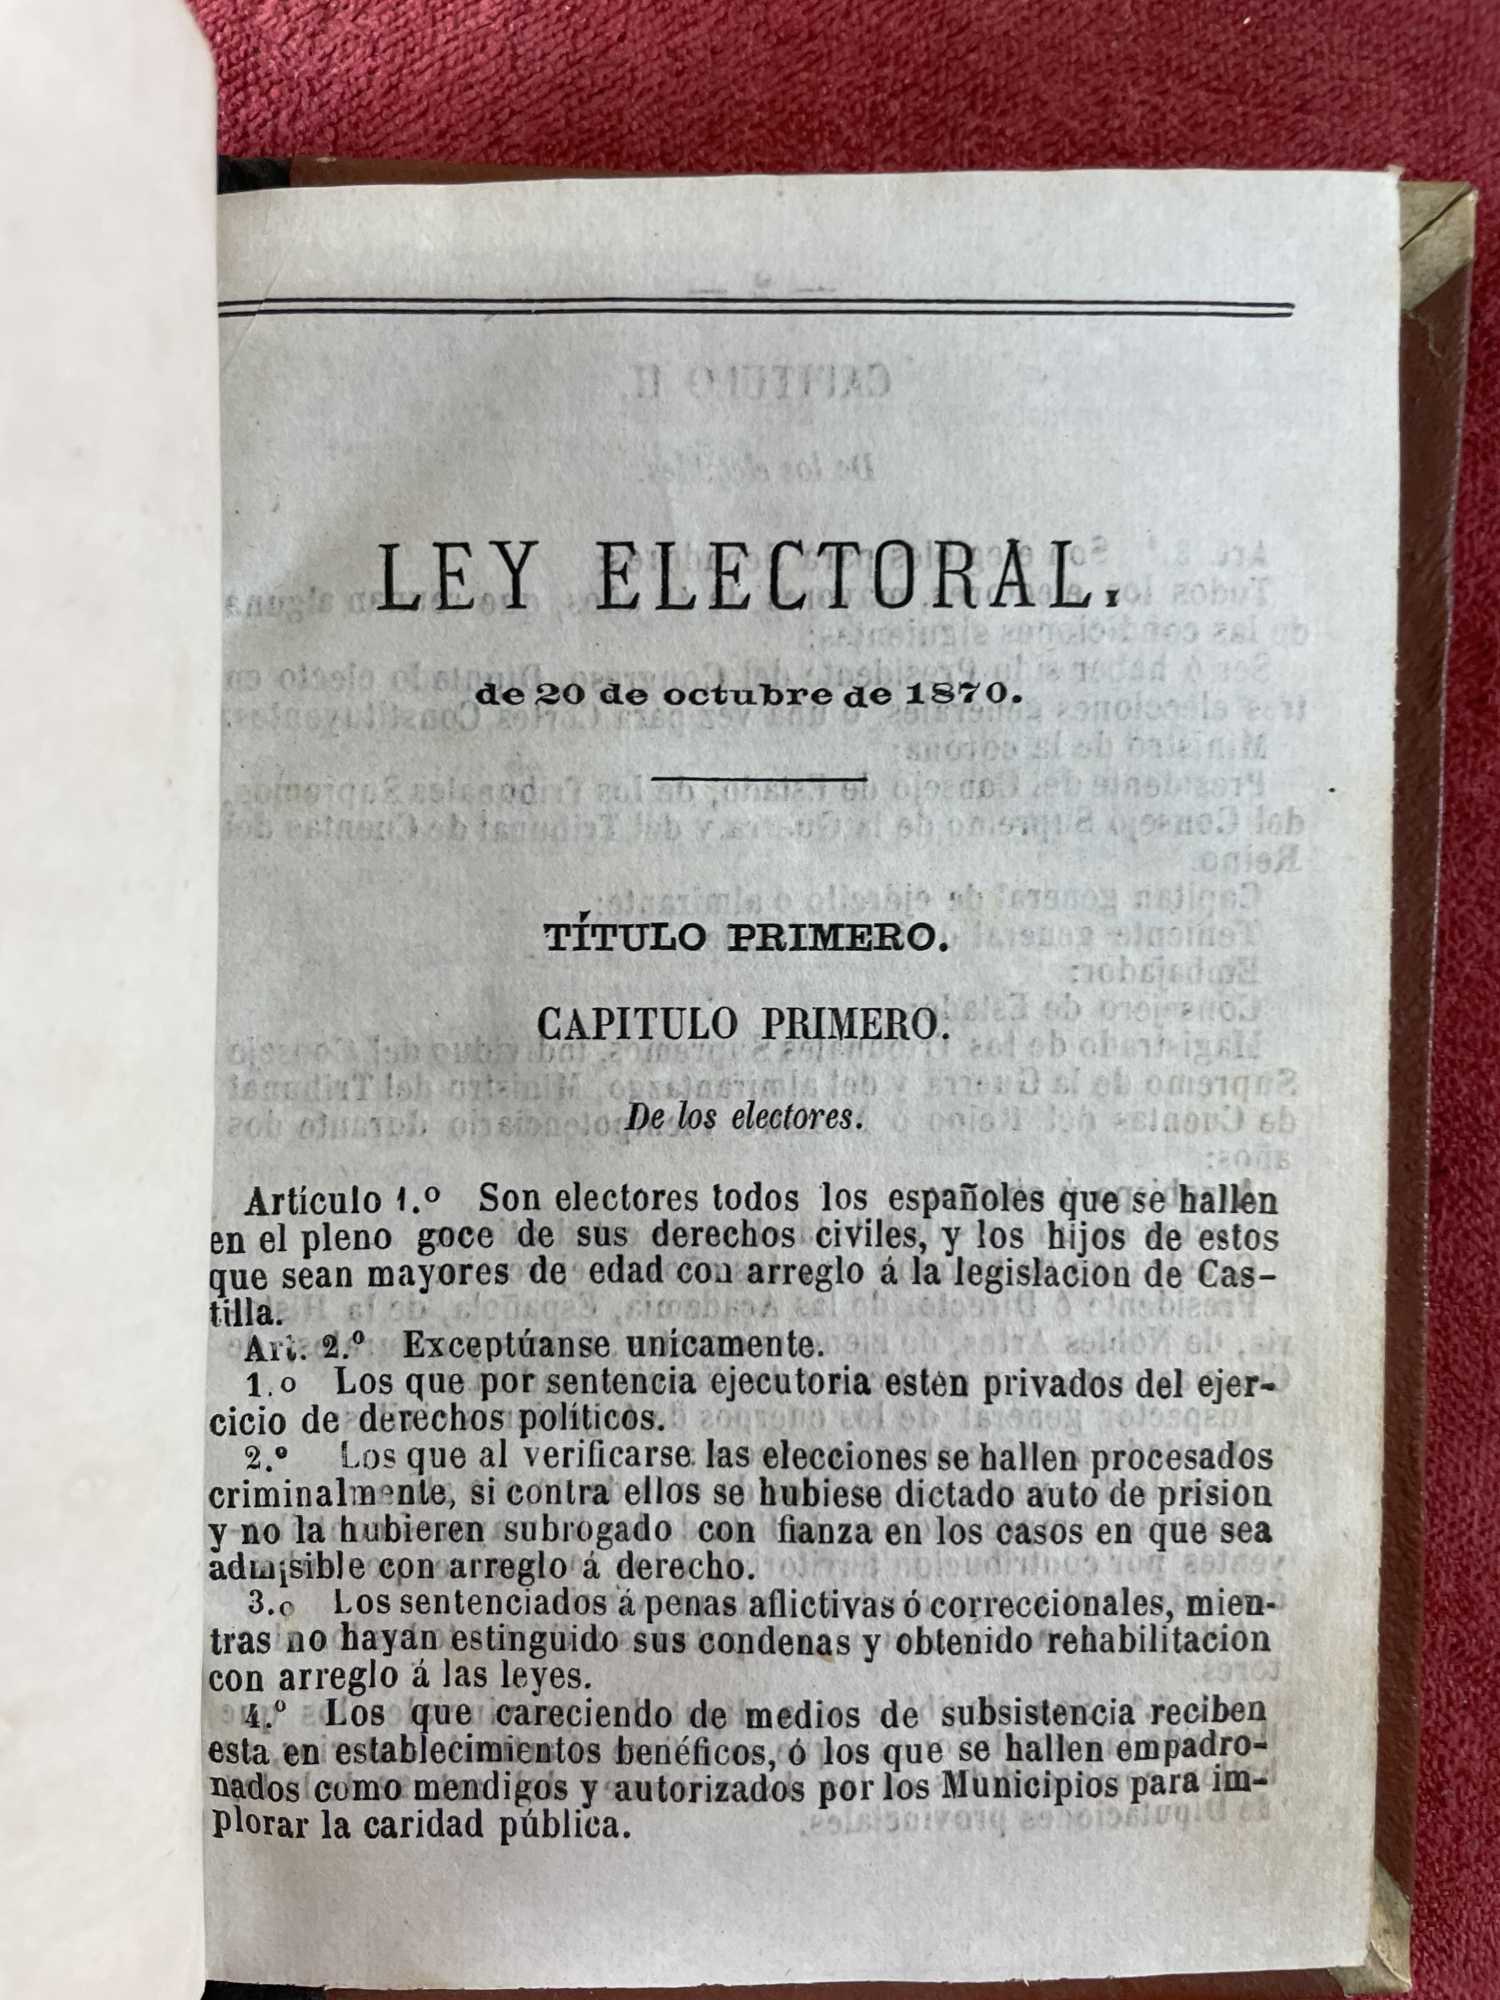 LEY ELECTORAL.
de 20 de octubre de 1870.
TÍTULO PRIMERO.
CAPITULO PRIMERO.
De los electores.
Artículo 1.º Son electores todos los españoles que se hallen
en el pleno goce de sus derechos civiles, y los hijos de estos
que sean mayores de edad con arreglo á la legislacion de Cas-
tilla.
Art. 2.º Exceptúanse unicamente.
1.º Los que por sentencia ejecutoria estén privados del ejer-
cicio de derechos políticos.
2.º Los que al verificarse las elecciones se hallen procesados
criminalmente, si contra ellos se hubiese dictado auto de prision
y no la hubieren subrogado con fianza en los casos en que sea
admisible con arreglo á derecho.
3.º Los sentenciados á penas aflictivas ó correccionales, mien-
tras no hayan estinguido sus condenas y obtenido rehabilitacion
con arreglo á las leyes.
4.º Los que careciendo de medios de subsistencia reciben
esta en establecimientos benéficos, ó los que se hallen empadro-
nados como mendigos y autorizados por los Municipios para im-
plorar la caridad pública.